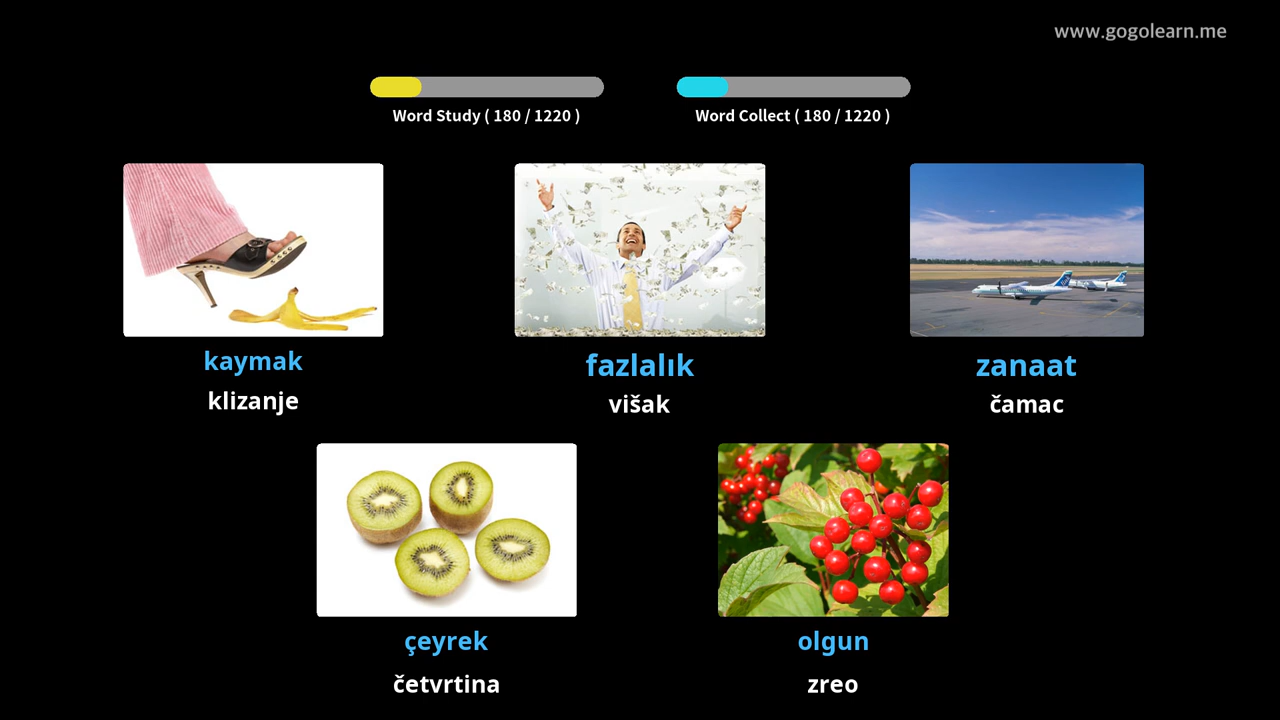 www.gogolearn.me
Word Study ( 180 / 1220 )
Word Collect ( 180 / 1220 )
kaymak
klizanje
fazlalık
višak
zanaat
čamac
çeyrek
četvrtina
olgun
zreo